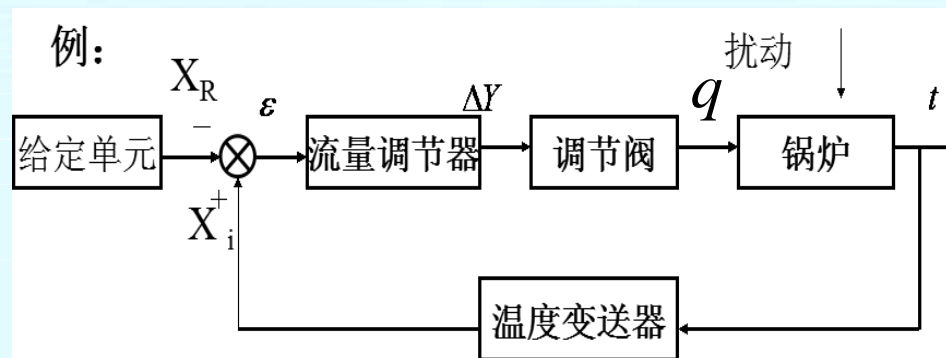 例:
扰动
X_R
ε
ΔY
q
t
−
给定单元
流量调节器
调节阀
锅炉
+
X_i
温度变送器